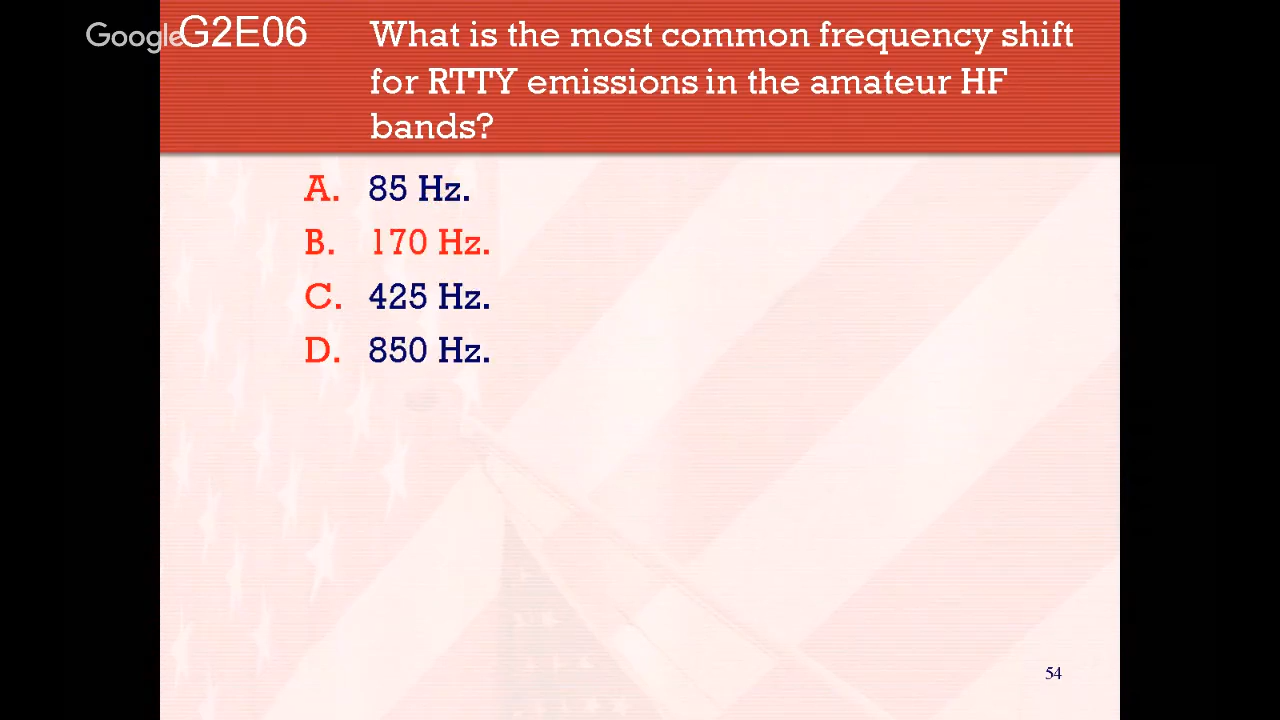 Google
G2E06
What is the most common frequency shift
for RTTY emissions in the amateur HF
bands?
A. 85 Hz.
B. 170 Hz.
C. 425 Hz.
D. 850 Hz.
54